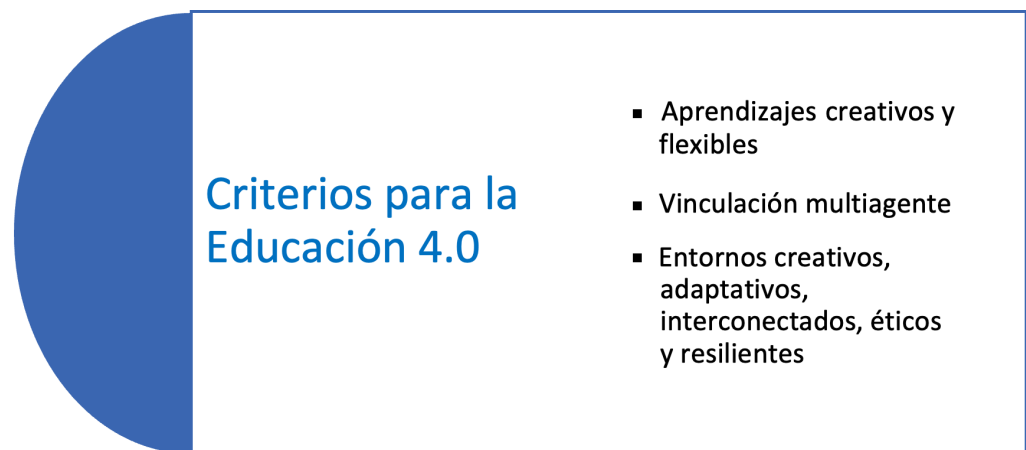 Criterios para la
Educación 4.0
▪ Aprendizajes creativos y
flexibles
▪ Vinculación multiagente
▪ Entornos creativos,
adaptativos,
interconectados, éticos
y resilientes